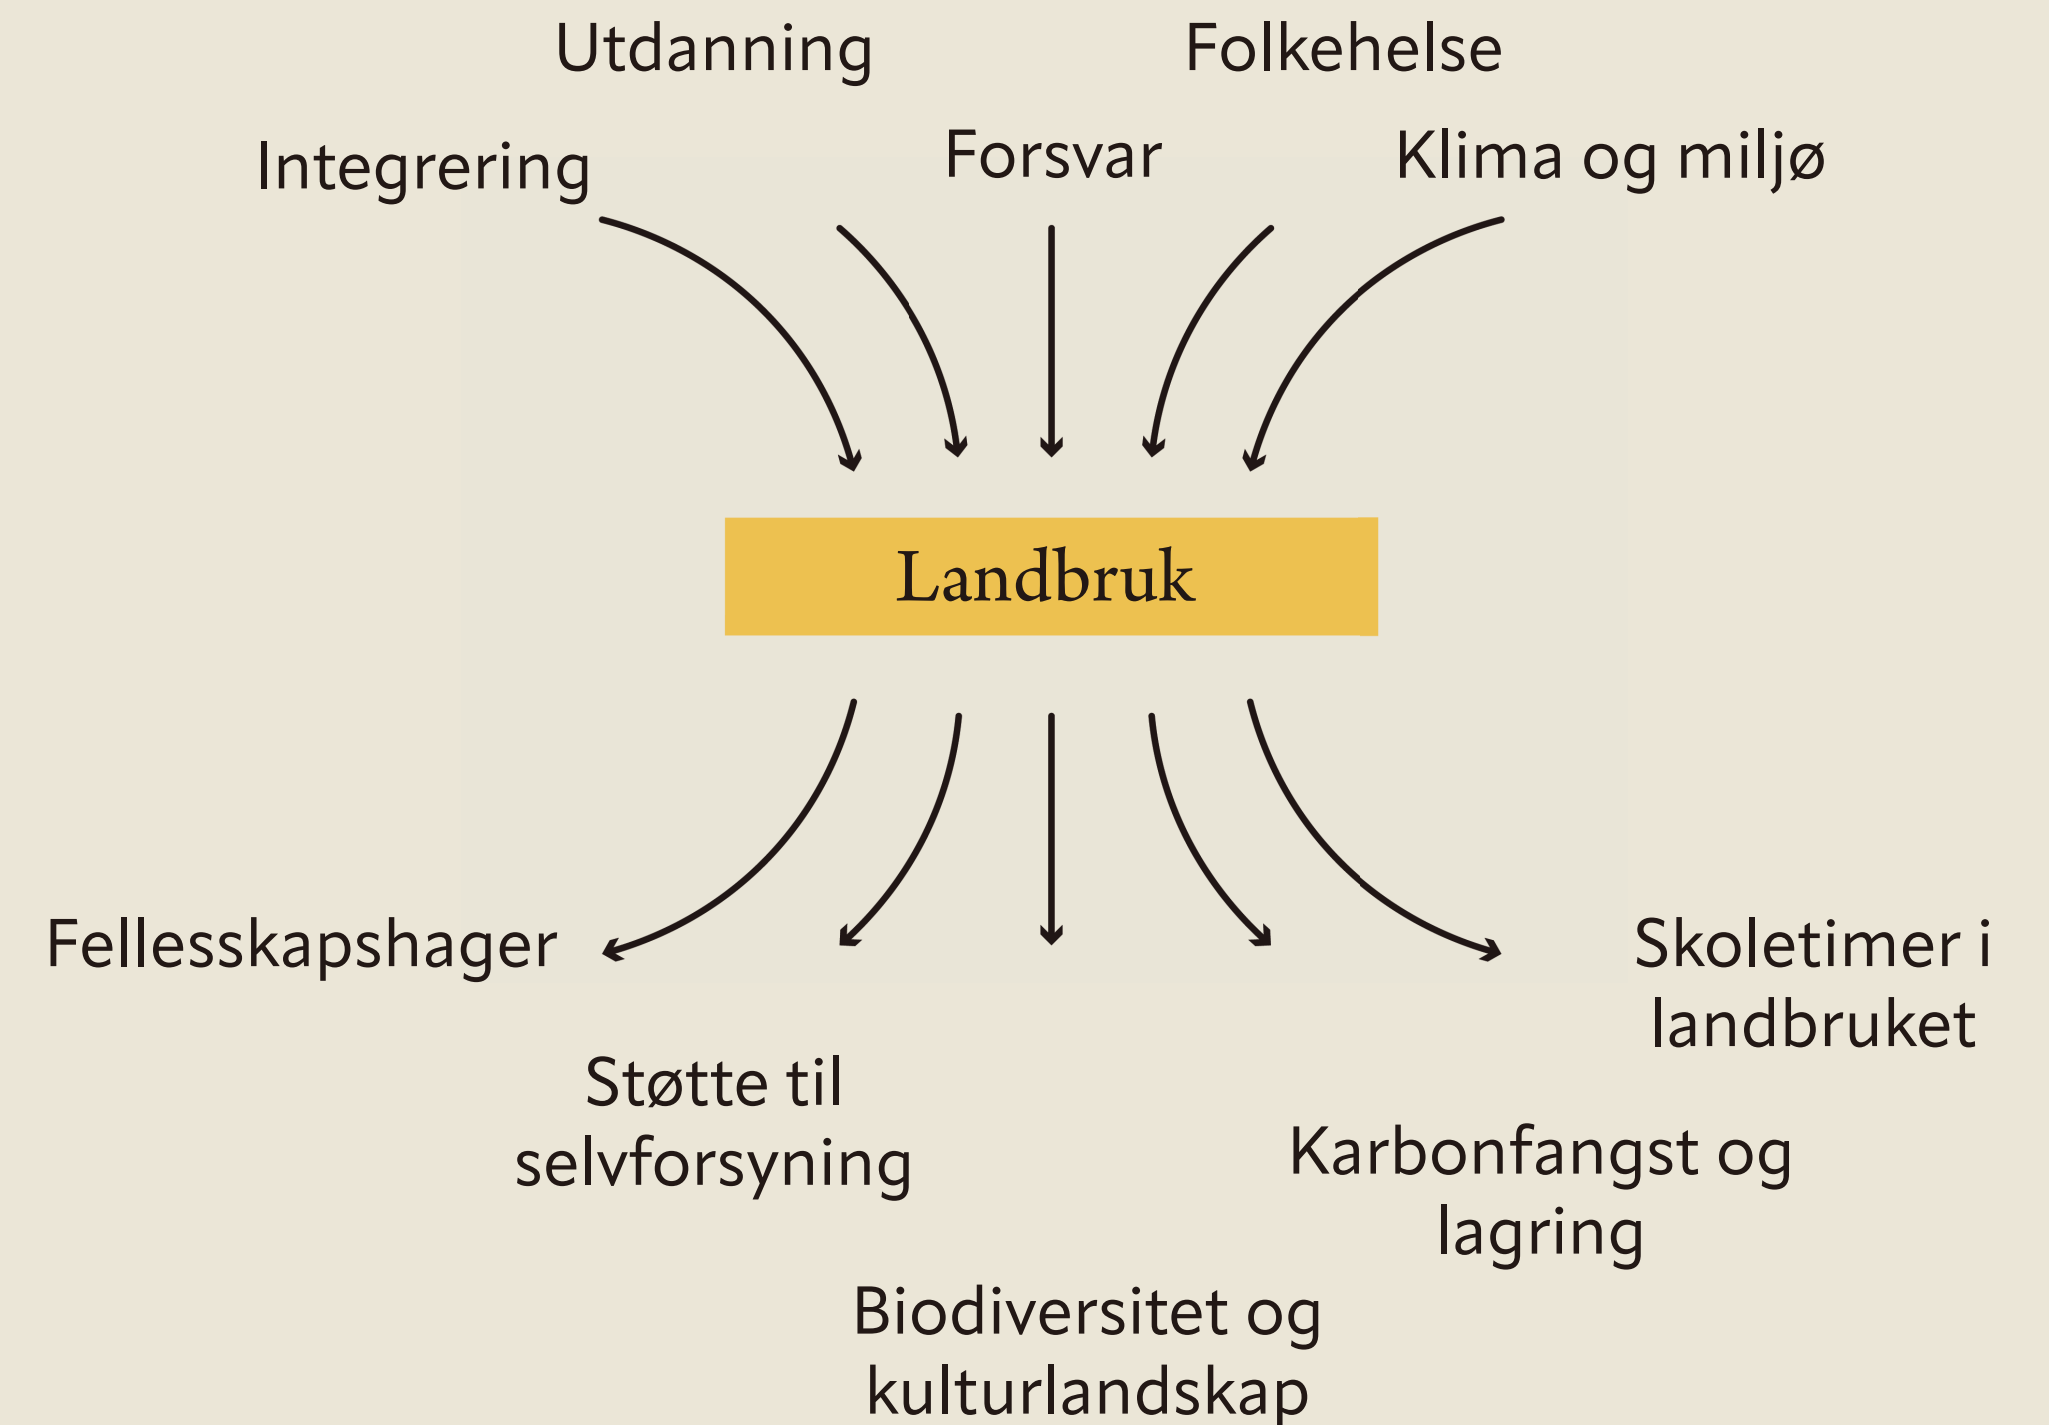 Utdanning
Folkehelse
Integrering
Forsvar
Klima og miljø
Landbruk
Fellesskapshager
Skoletimer i
landbruket
Støtte til
selvforsyning
Karbonfangst og
lagring
Biodiversitet og
kulturlandskap